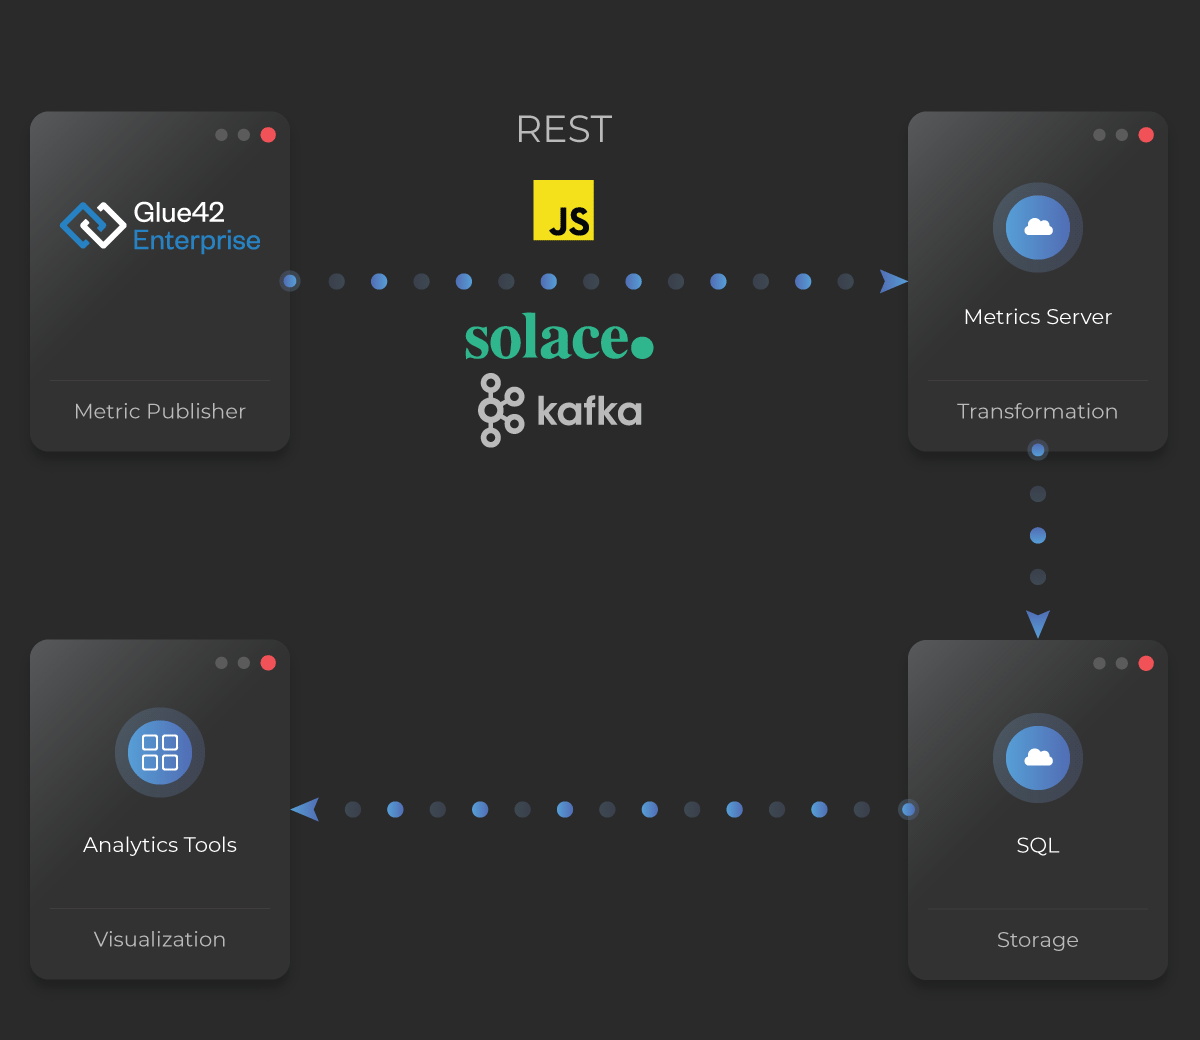 REST
Glue42
Enterprise
JS
Metrics Server
solace.
kafka
Metric Publisher
Transformation
Analytics Tools
SQL
Visualization
Storage